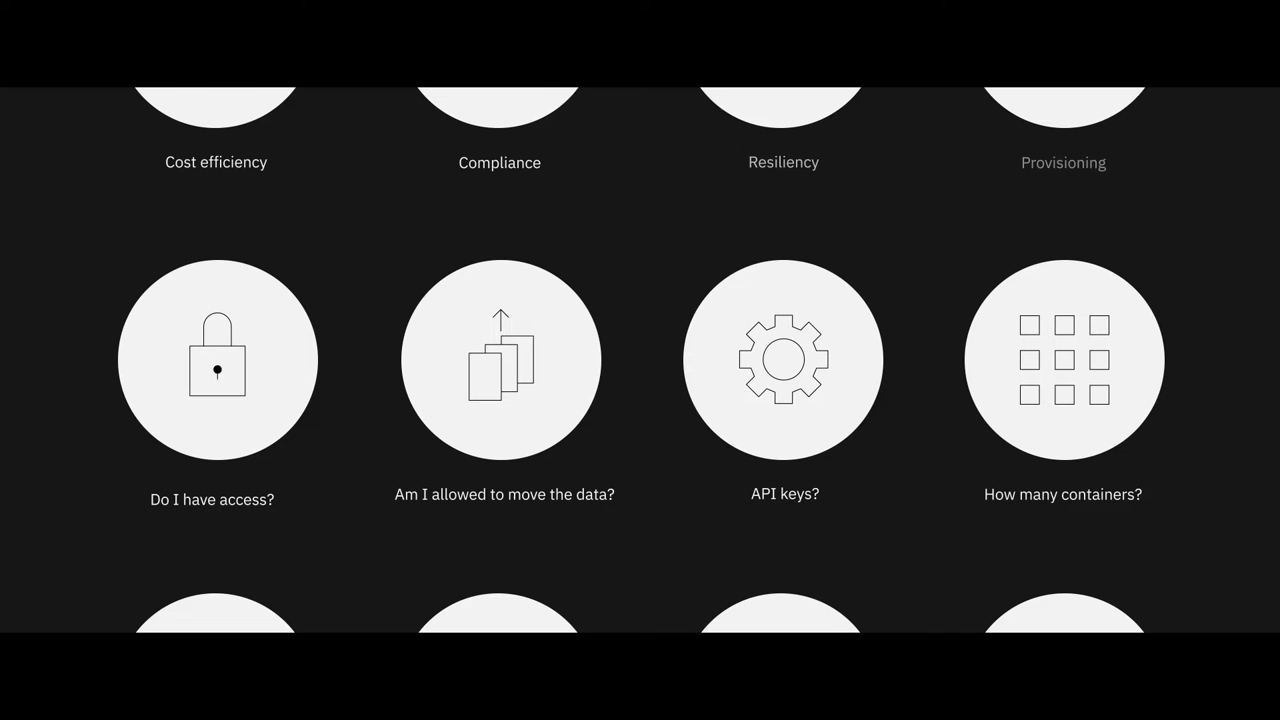 Cost efficiency
Compliance
Resiliency
Provisioning
Do I have access?
Am I allowed to move the data?
API keys?
How many containers?